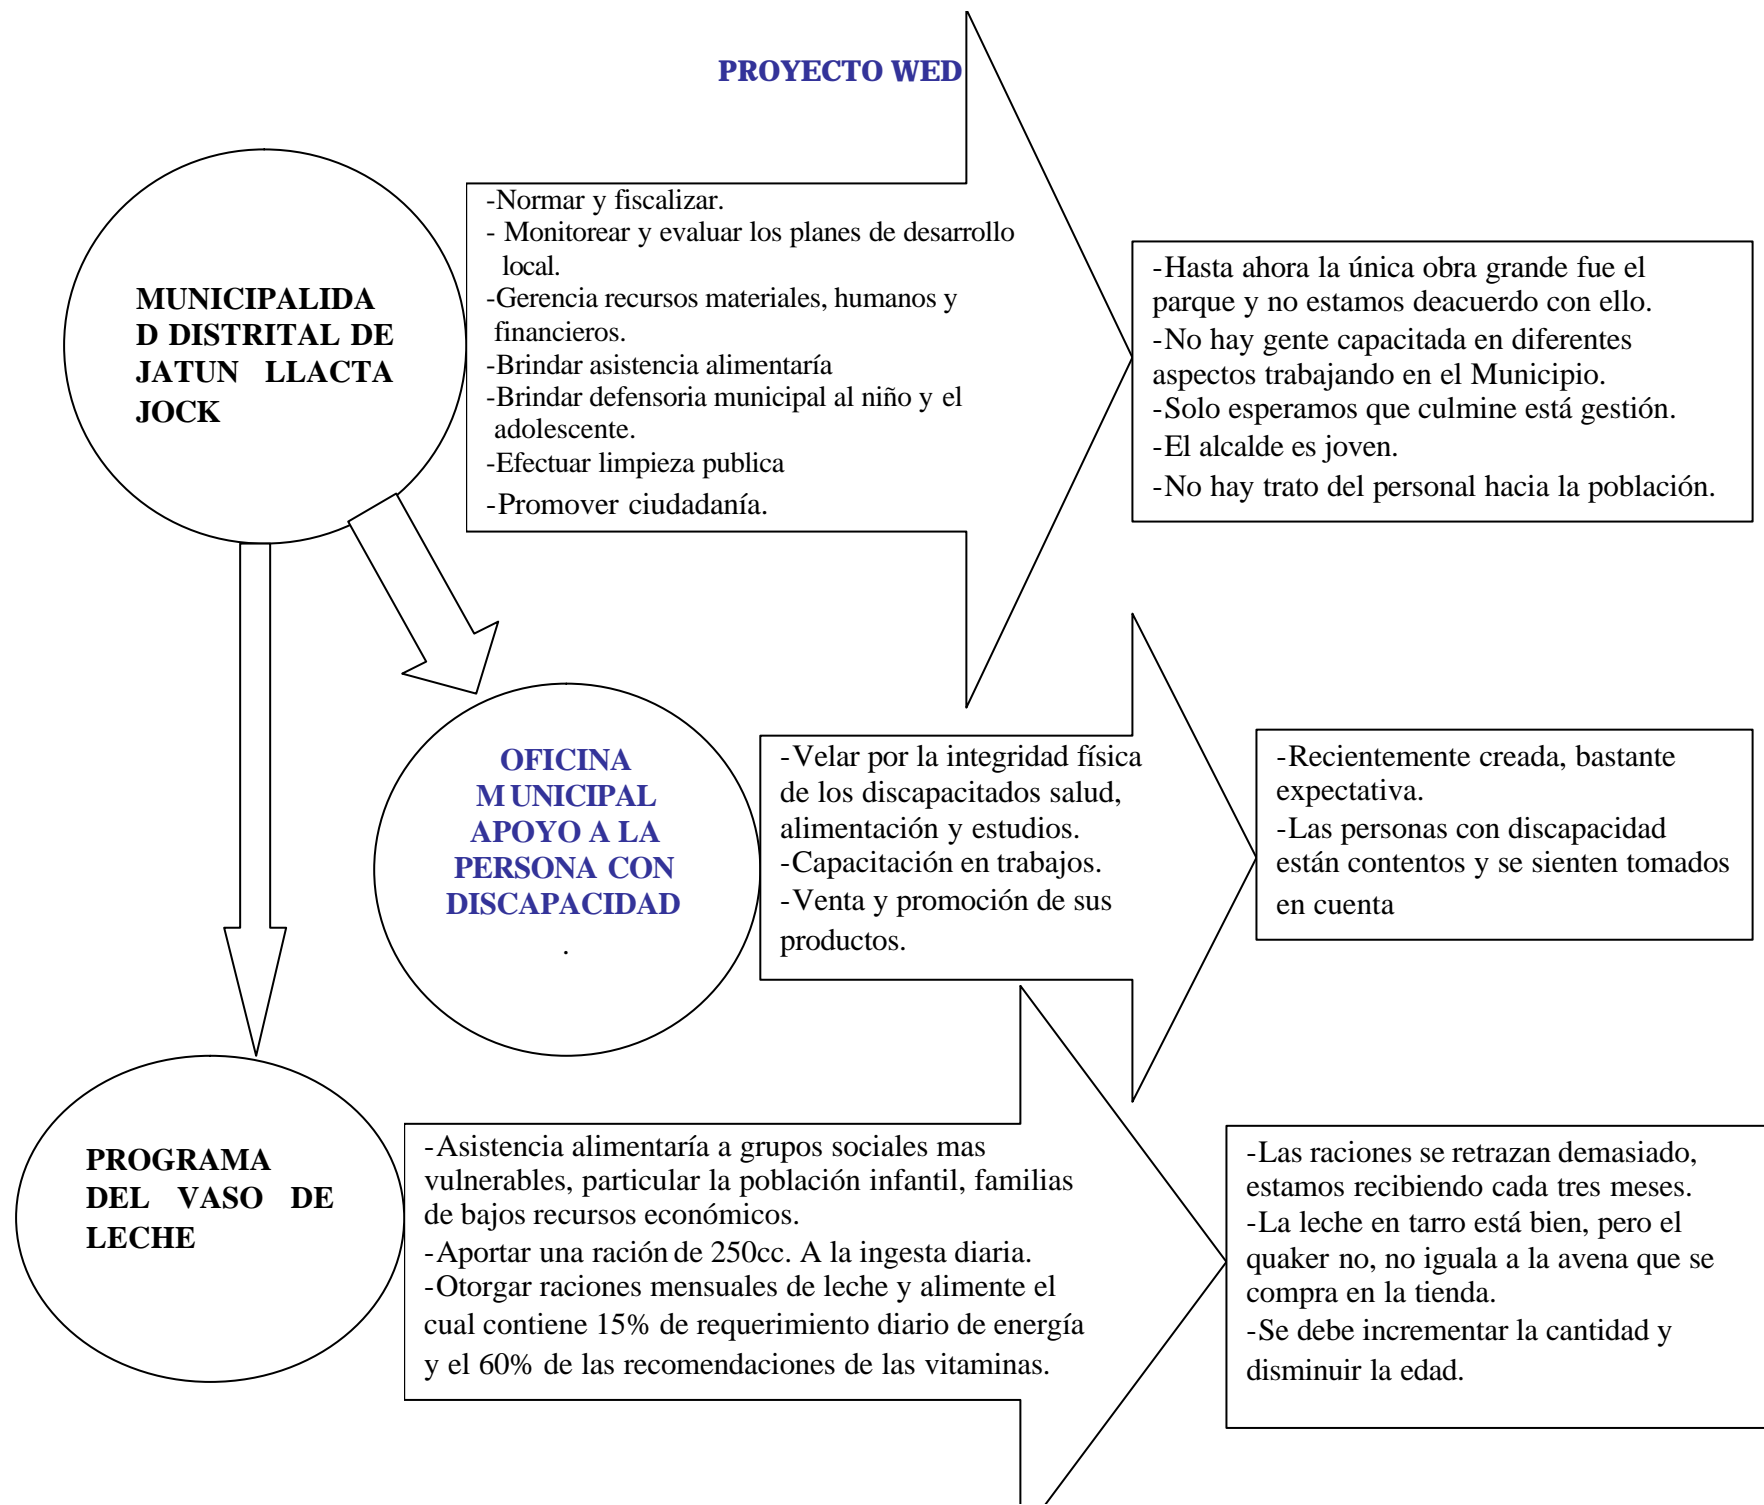 PROYECTO WED
MUNICIPALIDA
D DISTRITAL DE
JATUN LLACTA
JOCK
-Normar y fiscalizar.
- Monitorear y evaluar los planes de desarrollo
local.
-Gerencia recursos materiales, humanos y
financieros.
-Brindar asistencia alimentaría
-Brindar defensoria municipal al niño y el
adolescente.
-Efectuar limpieza publica
-Promover ciudadanía.
-Hasta ahora la única obra grande fue el
parque y no estamos deacuerdo con ello.
-No hay gente capacitada en diferentes
aspectos trabajando en el Municipio.
-Solo esperamos que culmine está gestión.
-El alcalde es joven.
-No hay trato del personal hacia la población.
OFICINA
MUNICIPAL
APOYO A LA
PERSONA CON
DISCAPACIDAD
.
-Velar por la integridad física
de los discapacitados salud,
alimentación y estudios.
-Capacitación en trabajos.
-Venta y promoción de sus
productos.
-Recientemente creada, bastante
expectativa.
-Las personas con discapacidad
están contentos y se sienten tomados
en cuenta
PROGRAMA
DEL VASO DE
LECHE
-Asistencia alimentaría a grupos sociales mas
vulnerables, particular la población infantil, familias
de bajos recursos económicos.
-Aportar una ración de 250cc. A la ingesta diaria.
-Otorgar raciones mensuales de leche y alimente el
cual contiene 15% de requerimiento diario de energía
y el 60% de las recomendaciones de las vitaminas.
-Las raciones se retrazan demasiado,
estamos recibiendo cada tres meses.
-La leche en tarro está bien, pero el
quaker no, no iguala a la avena que se
compra en la tienda.
-Se debe incrementar la cantidad y
disminuir la edad.